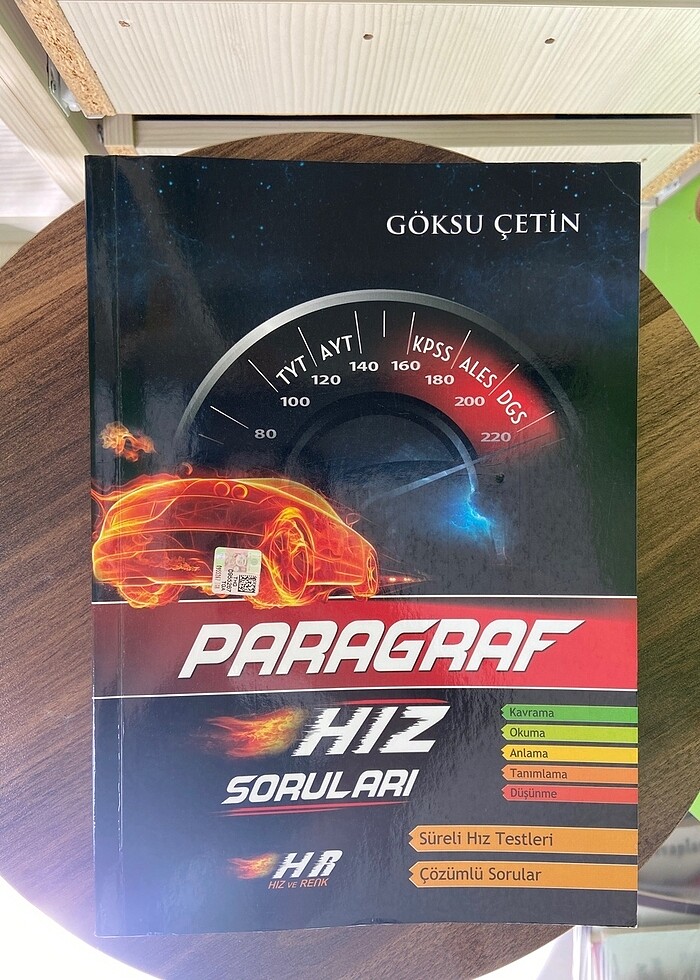 GÖKSU ÇETİN
TYT AYT KPSS ALES DGS
80 100 120 140 160 180 200 220
PARAGRAF
HIZ
SORULARI
Kavrama
Okuma
Anlama
Tanımlama
Düşünme
Süreli Hız Testleri
Çözümlü Sorular
HR
HIZ VE RENK